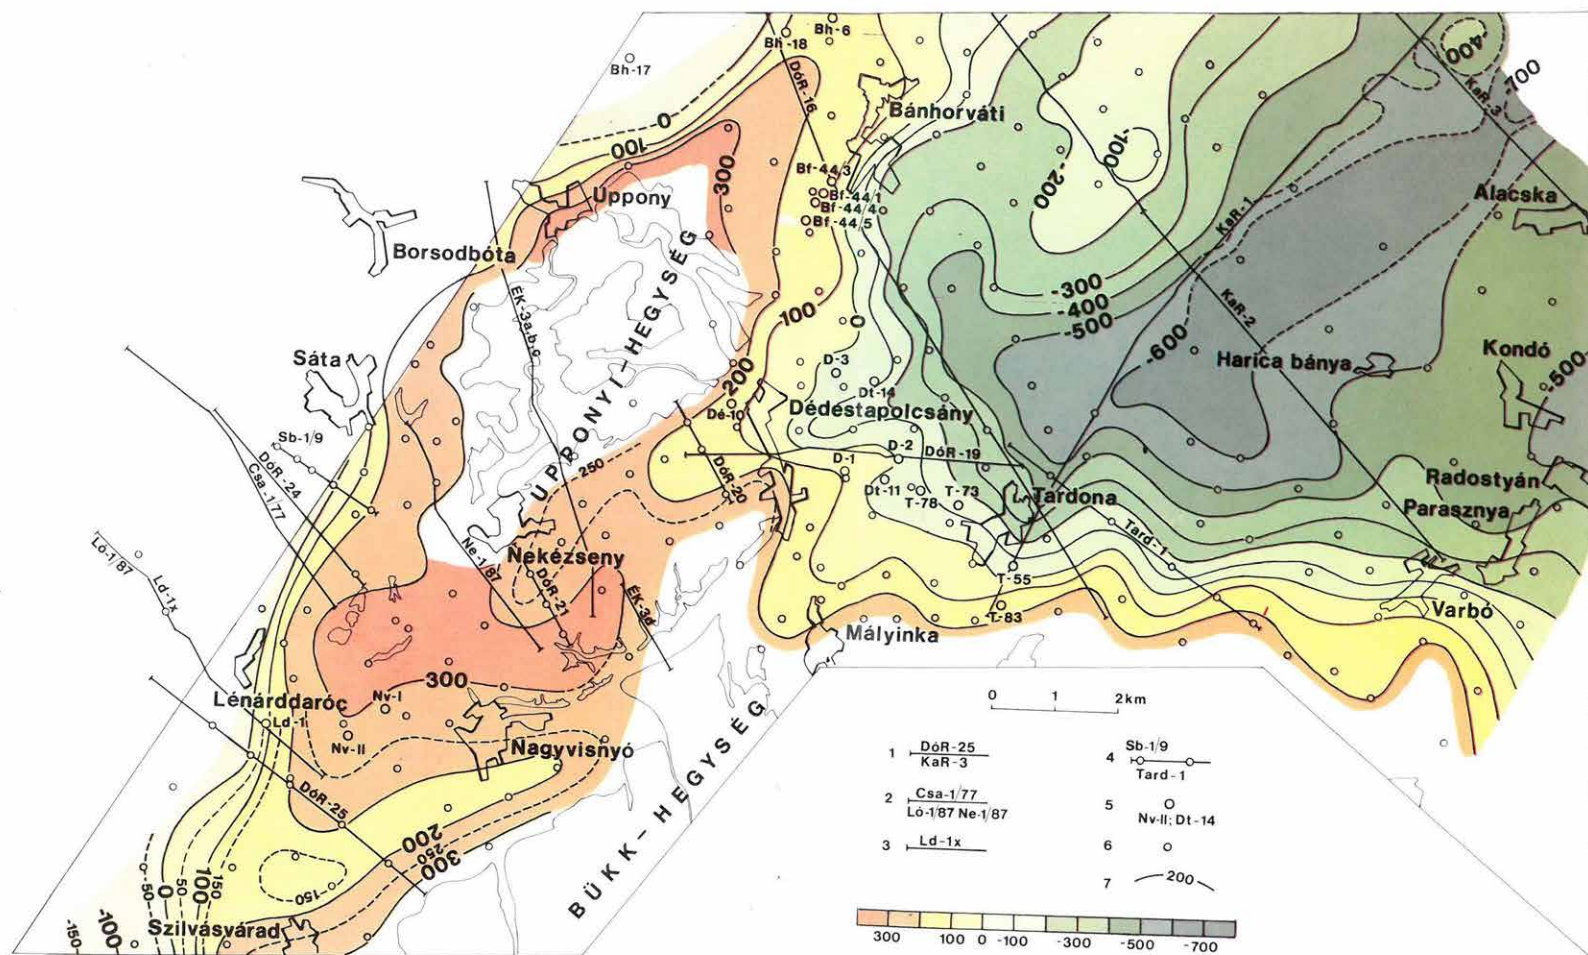 Bh-6
Bh-18
Bh-17
DóR-16
-400
-700
KaR-3
Bánhorváti
0
100
-100
-200
300
Bf-44/3
Bf-44/1
Bf-44/4
Bf-44/5
Uppony
Borsodbóta
Alacska
KaR-1
KaR-2
ÉK-3a,b,c
UPPONYI-HEGYSÉG
-300
-400
-500
-600
100
0
Sáta
D-3
Dt-14
200
Dé-10
Dédestapolcsány
Harica bánya
Kondó
-500
Sb-1/9
DóR-24
Csa-1/77
250
DóR-20
D-1
D-2
DóR-19
Dt-11
T-78
T-73
Tardona
Radostyán
Parasznya
Tard-1
Ló-1/87
Ld-1x
Ne-1/87
Nekézseny
DóR-21
ÉK-3d
T-55
T-83
Mályinka
Varbó
300
Lénárddaróc
Nv-I
Ld-1
Nv-II
Nagyvisnyó
DóR-25
BÜKK-HEGYSÉG
200
250
300
-150
-50
0
50
100
150
-150
-100
Szilvásvárad
0 1 2km
1 DóR-25
KaR-3
2 Csa-1/77
Ló-1/87 Ne-1/87
3 Ld-1x
4 Sb-1/9
Tard-1
5
Nv-II; Dt-14
6
7 200
300 100 0 -100 -300 -500 -700